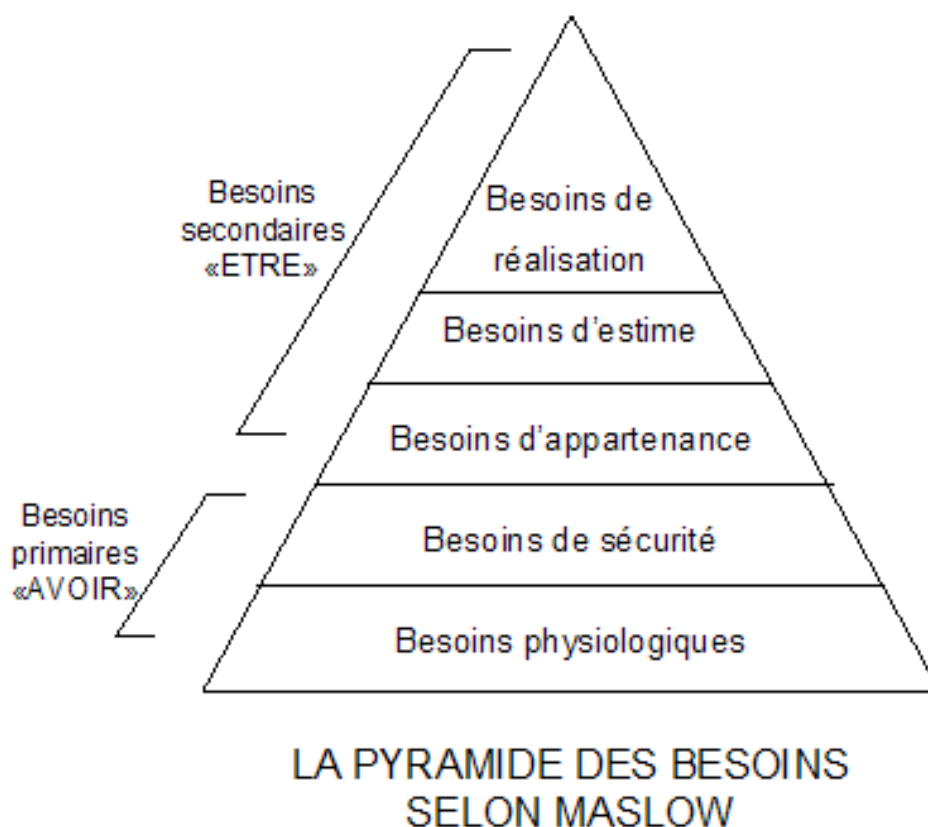 Besoins
secondaires
«ETRE»
Besoins de
réalisation
Besoins d'estime
Besoins d'appartenance
Besoins
primaires
«AVOIR»
Besoins de sécurité
Besoins physiologiques
LA PYRAMIDE DES BESOINS
SELON MASLOW